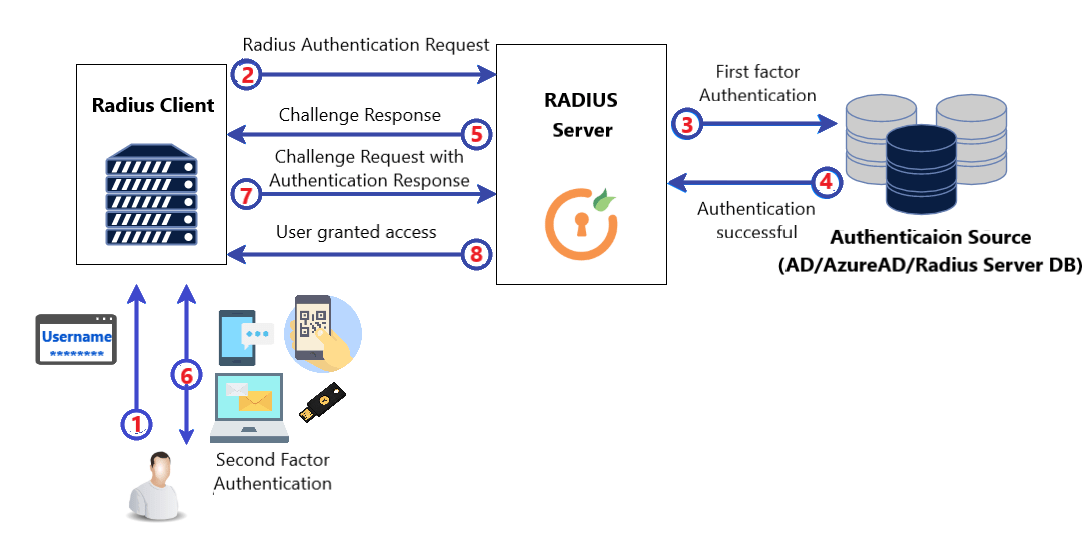 Radius Authentication Request
2
Radius Client
RADIUS
Server
First factor
Authentication
3
Challenge Response
5
Challenge Request with
Authentication Response
7
4
Authentication
successful
User granted access
8
Authenticaion Source
(AD/AzureAD/Radius Server DB)
Username
********
6
1
Second Factor
Authentication